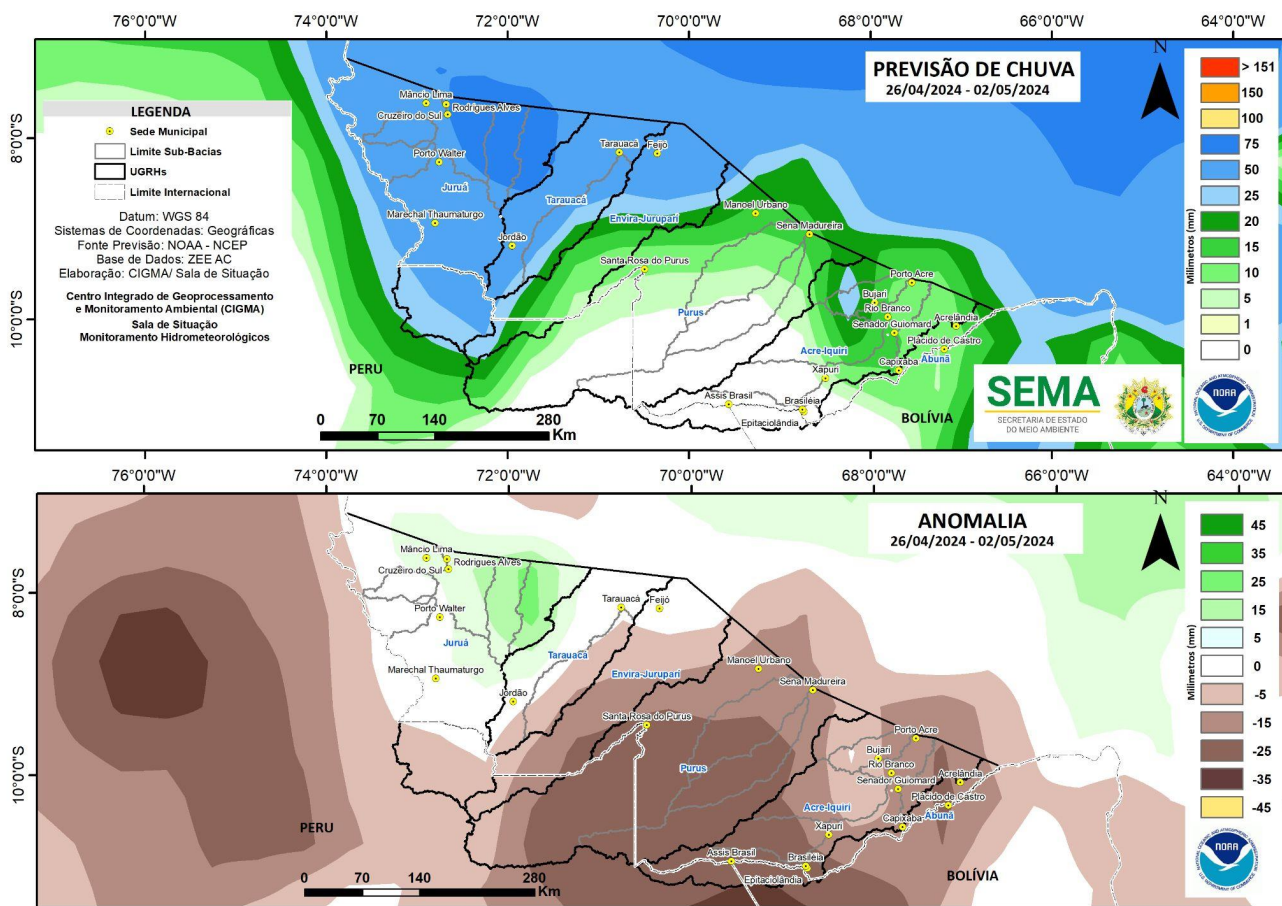 76°0'0"W 74°0'0"W 72°0'0"W 70°0'0"W 68°0'0"W 66°0'0"W 64°0'0"W
8°0'0"S
10°0'0"S
PREVISÃO DE CHUVA
26/04/2024 - 02/05/2024
N
LEGENDA
Sede Municipal
Limite Sub-Bacias
UGRHs
Limite Internacional
Datum: WGS 84
Sistemas de Coordenadas: Geográficas
Fonte Previsão: NOAA - NCEP
Base de Dados: ZEE AC
Elaboração: CIGMA/ Sala de Situação
Centro Integrado de Geoprocessamento
e Monitoramento Ambiental (CIGMA)
Sala de Situação
Monitoramento Hidrometeorológicos
Mâncio Lima
Rodrigues Alves
Cruzeiro do Sul
Porto Walter
Juruá
Marechal Thaumaturgo
Jordão
Tarauacá
Feijó
Tarauacá
Envira-Jurupari
Manoel Urbano
Sena Madureira
Santa Rosa do Purus
Purus
Porto Acre
Bujari
Rio Branco
Senador Guiomard
Acrelândia
Plácido de Castro
Abunã
Acre-Iquiri
Capixaba
Xapuri
Assis Brasil
Brasiléia
Epitaciolândia
PERU
BOLÍVIA
0 70 140 280
Km
Milímetros (mm)
> 151
150
100
75
50
25
20
15
10
5
1
0
SEMA
SECRETARIA DE ESTADO
DO MEIO AMBIENTE
NOAA
76°0'0"W 74°0'0"W 72°0'0"W 70°0'0"W 68°0'0"W 66°0'0"W 64°0'0"W
8°0'0"S
10°0'0"S
ANOMALIA
26/04/2024 - 02/05/2024
N
Mâncio Lima
Rodrigues Alves
Cruzeiro do Sul
Porto Walter
Juruá
Marechal Thaumaturgo
Jordão
Tarauacá
Feijó
Tarauacá
Envira-Jurupari
Manoel Urbano
Sena Madureira
Santa Rosa do Purus
Purus
Porto Acre
Bujari
Rio Branco
Senador Guiomard
Acrelândia
Plácido de Castro
Abunã
Acre-Iquiri
Capixaba
Xapuri
Assis Brasil
Brasiléia
Epitaciolândia
PERU
BOLÍVIA
0 70 140 280
Km
Milímetros (mm)
45
35
25
15
5
0
-5
-15
-25
-35
-45
NOAA